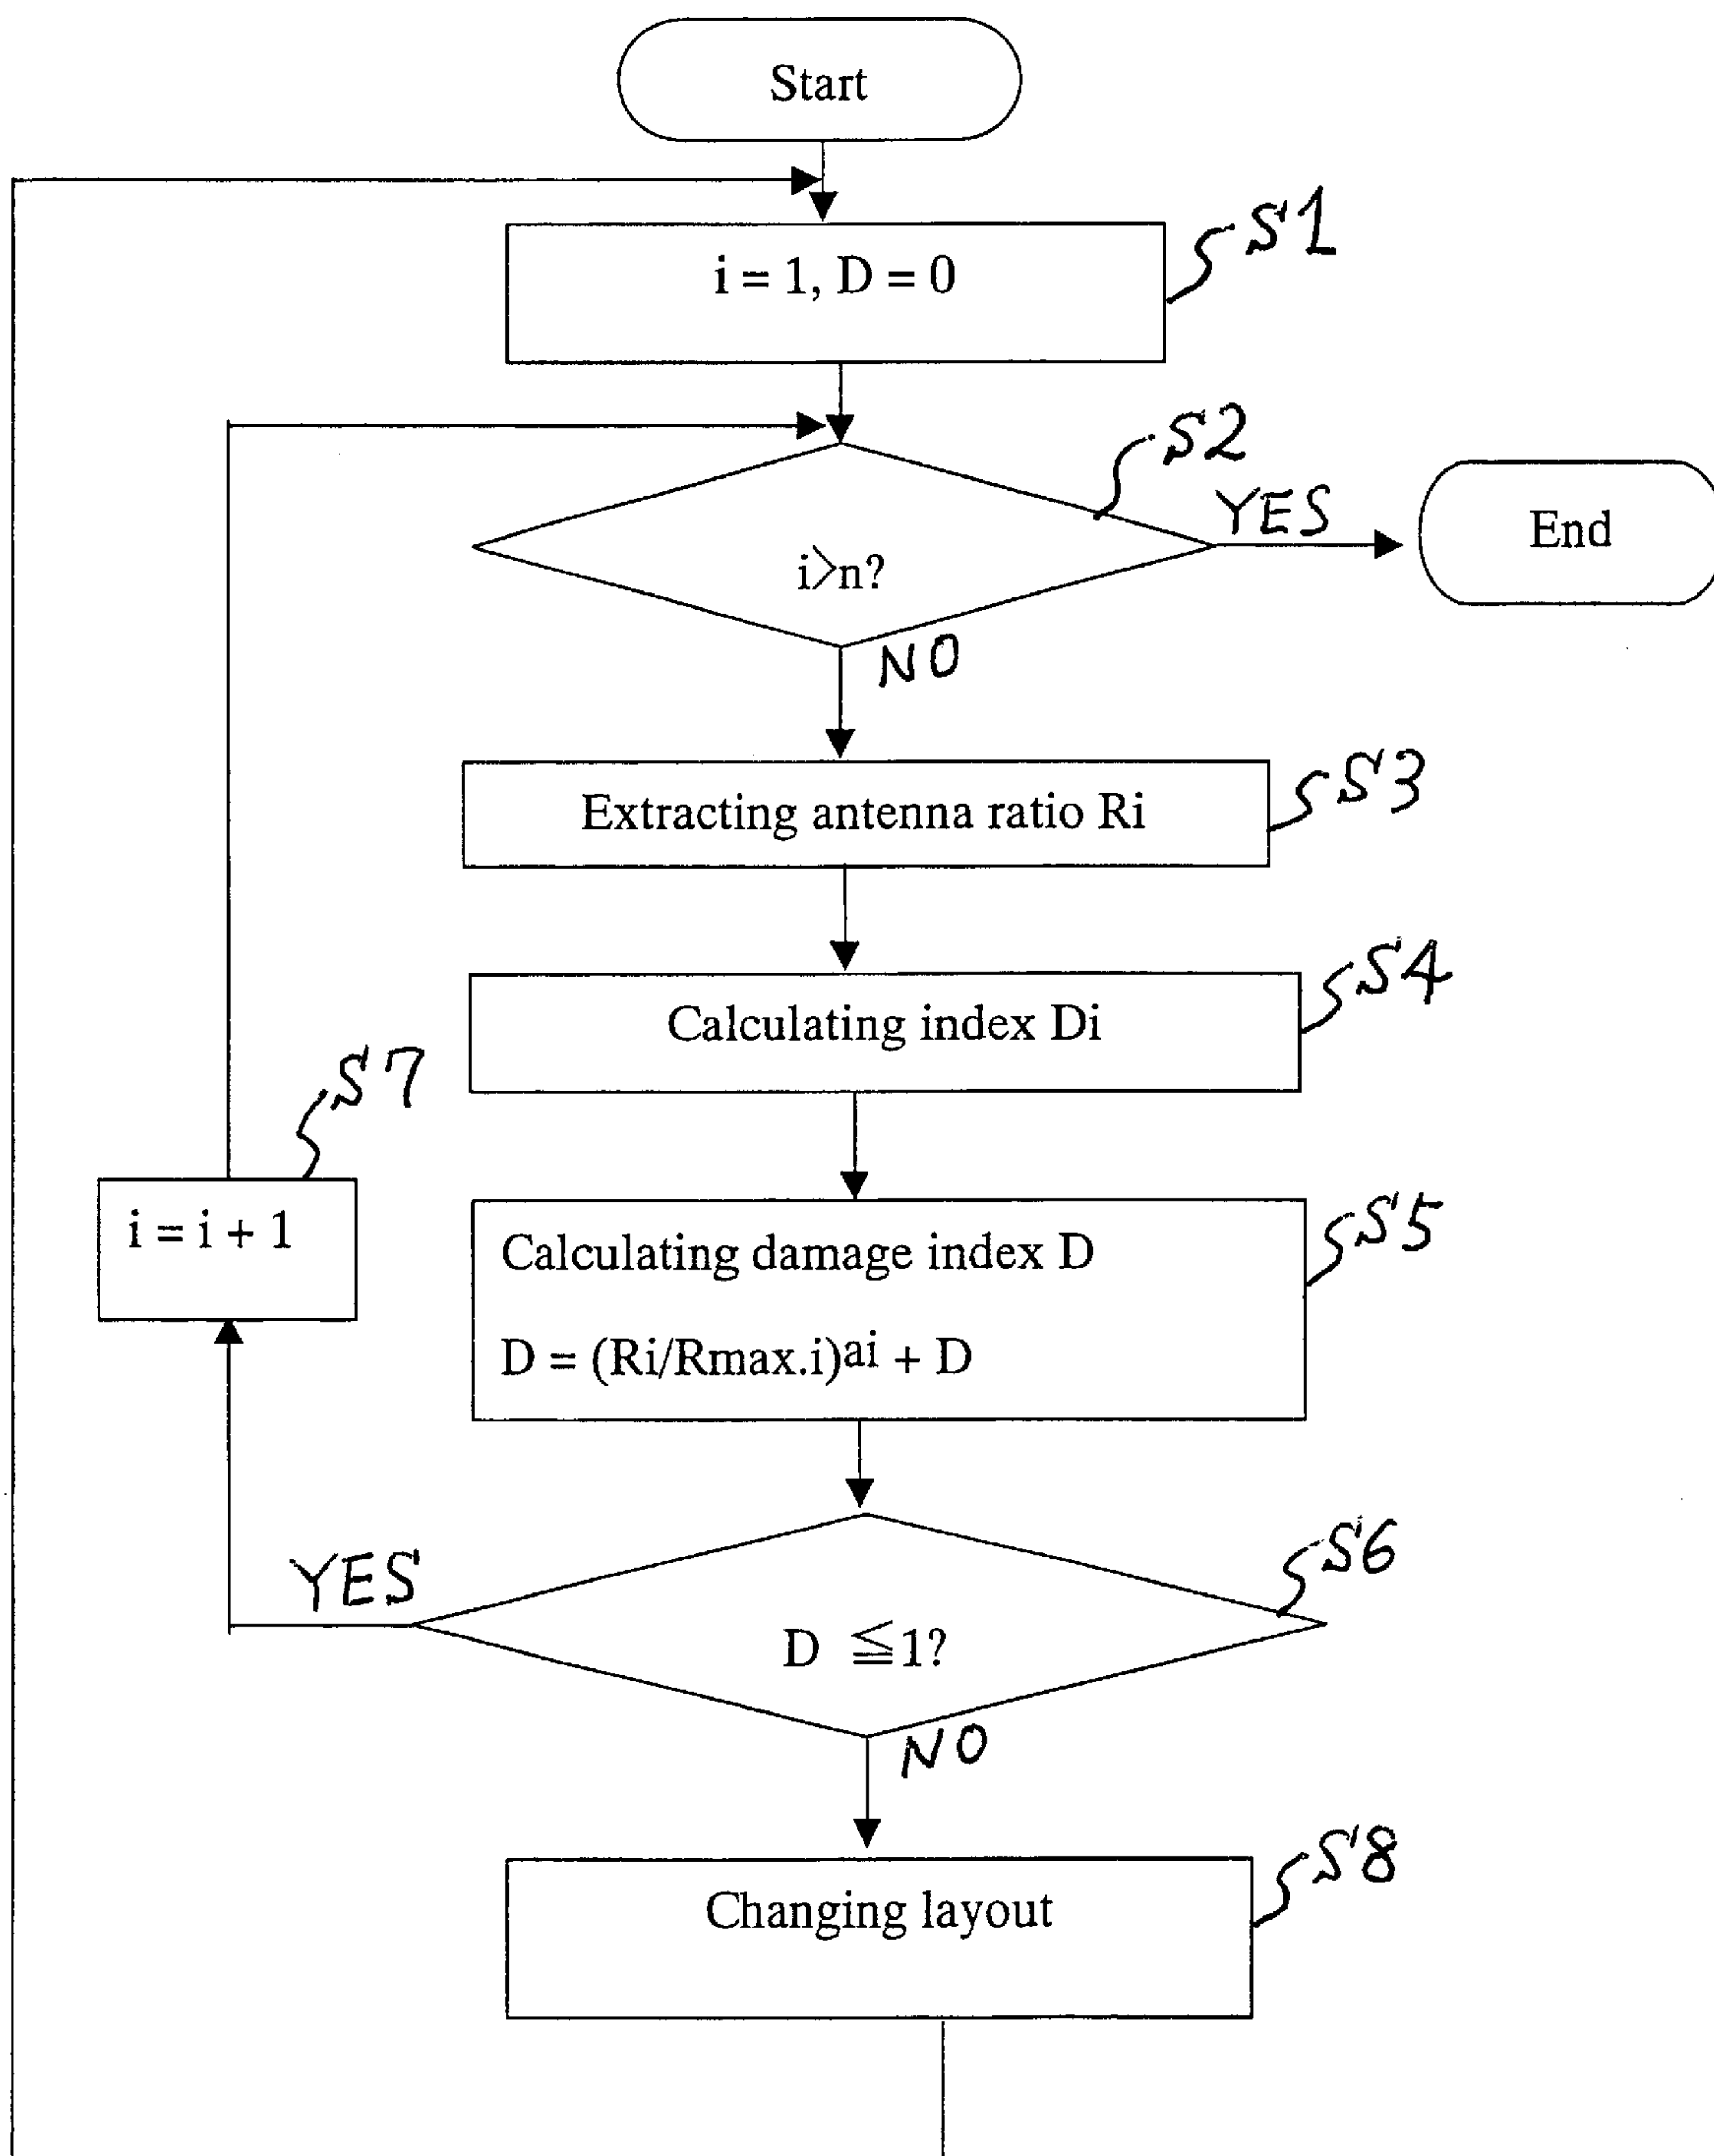 Start
S1
i = 1, D = 0
S2
YES
End
i>n?
NO
S3
Extracting antenna ratio Ri
S4
Calculating index Di
S7
i = i + 1
S5
Calculating damage index D
D = (Ri/Rmax.i)ai + D
S6
YES
D ≦1?
NO
S8
Changing layout